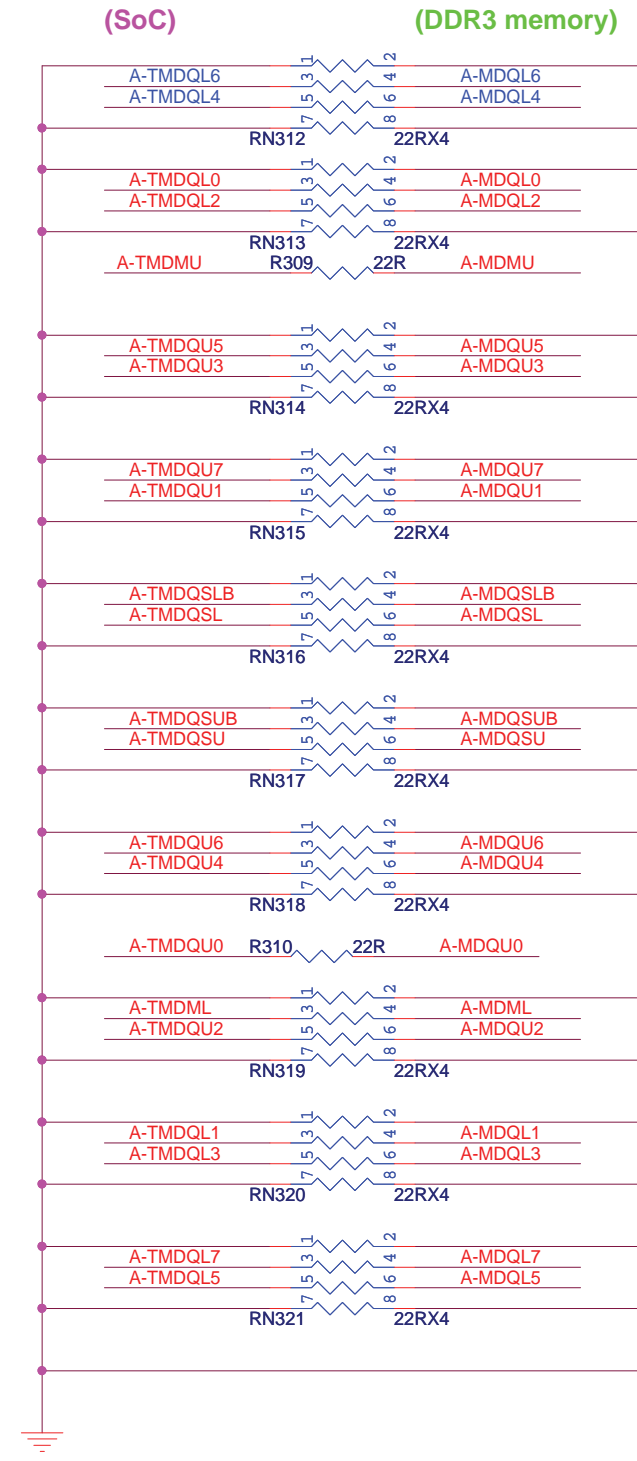 (SoC) (DDR3 memory)
1 2
A-TMDQL6 3 4 A-MDQL6
A-TMDQL4 5 6 A-MDQL4
7 8
RN312 22RX4
1 2
A-TMDQL0 3 4 A-MDQL0
A-TMDQL2 5 6 A-MDQL2
7 8
RN313 22RX4
A-TMDMU R309 22R A-MDMU
1 2
A-TMDQU5 3 4 A-MDQU5
A-TMDQU3 5 6 A-MDQU3
7 8
RN314 22RX4
1 2
A-TMDQU7 3 4 A-MDQU7
A-TMDQU1 5 6 A-MDQU1
7 8
RN315 22RX4
1 2
A-TMDQSLB 3 4 A-MDQSLB
A-TMDQSL 5 6 A-MDQSL
7 8
RN316 22RX4
1 2
A-TMDQSUB 3 4 A-MDQSUB
A-TMDQSU 5 6 A-MDQSU
7 8
RN317 22RX4
1 2
A-TMDQU6 3 4 A-MDQU6
A-TMDQU4 5 6 A-MDQU4
7 8
RN318 22RX4
A-TMDQU0 R310 22R A-MDQU0
1 2
A-TMDML 3 4 A-MDML
A-TMDQU2 5 6 A-MDQU2
7 8
RN319 22RX4
1 2
A-TMDQL1 3 4 A-MDQL1
A-TMDQL3 5 6 A-MDQL3
7 8
RN320 22RX4
1 2
A-TMDQL7 3 4 A-MDQL7
A-TMDQL5 5 6 A-MDQL5
7 8
RN321 22RX4